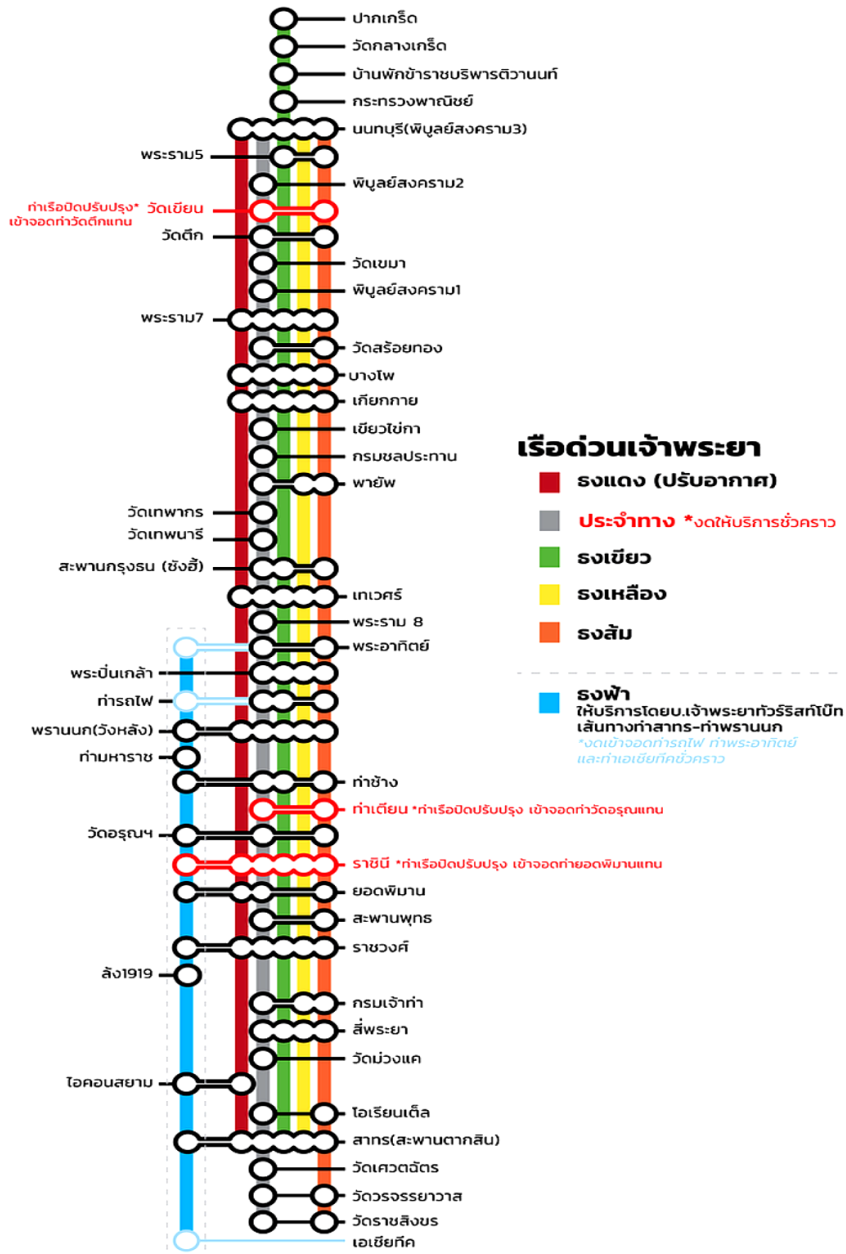 ปากเกร็ด
วัดกลางเกร็ด
บ้านพักข้าราชบริพารติวานนท์
กระทรวงพาณิชย์
นนทบุรี(พิบูลย์สงคราม3)
พระราม5
พิบูลย์สงคราม2
ท่าเรือปิดปรับปรุง* วัดเขียน
เข้าจอดท่าวัดตึกแทน
วัดตึก
วัดเขมา
พิบูลย์สงคราม1
พระราม7
วัดสร้อยทอง
บางโพ
เกียกกาย
เขียวไข่กา
กรมชลประทาน
พายัพ
วัดเทพากร
วัดเทพนารี
สะพานกรุงธน (ซังฮี้)
เทเวศร์
พระราม 8
พระอาทิตย์
พระปิ่นเกล้า
ท่ารถไฟ
พรานนก(วังหลัง)
ท่ามหาราช
ท่าช้าง
ท่าเตียน *ท่าเรือปิดปรับปรุง เข้าจอดท่าวัดอรุณแทน
วัดอรุณฯ
ราชินี *ท่าเรือปิดปรับปรุง เข้าจอดท่ายอดพิมานแทน
ยอดพิมาน
สะพานพุทธ
ราชวงศ์
ล้ง1919
กรมเจ้าท่า
สี่พระยา
วัดม่วงแค
ไอคอนสยาม
โอเรียนเต็ล
สาทร(สะพานตากสิน)
วัดเศวตฉัตร
วัดวรจรรยาวาส
วัดราชสิงขร
เอเชียทีค
เรือด่วนเจ้าพระยา
ธงแดง (ปรับอากาศ)
ประจำทาง *งดให้บริการชั่วคราว
ธงเขียว
ธงเหลือง
ธงส้ม
ธงฟ้า
ให้บริการโดยบ.เจ้าพระยาทัวร์ริสท์โบ๊ท
เส้นทางท่าสาทร-ท่าพรานนก
*งดเข้าจอดท่ารถไฟ ท่าพระอาทิตย์
และท่าเอเชียทีคชั่วคราว